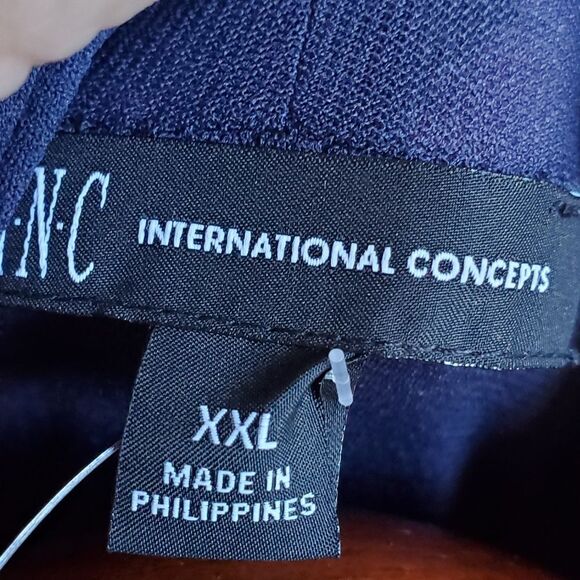 ·N·C INTERNATIONAL CONCEPTS
XXL
MADE IN
PHILIPPINES